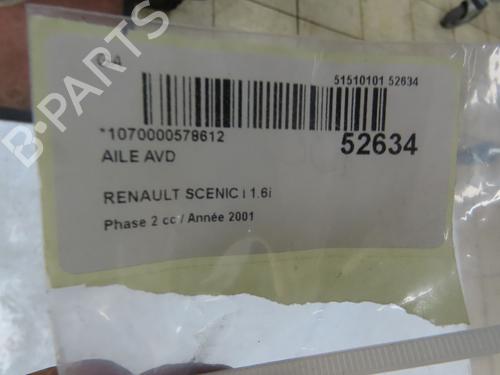 51510101 52634
*1070000578612
52634
AILE AVD
RENAULT SCENIC i 1.6i
Phase 2 cc / Année 2001
B-PARTS